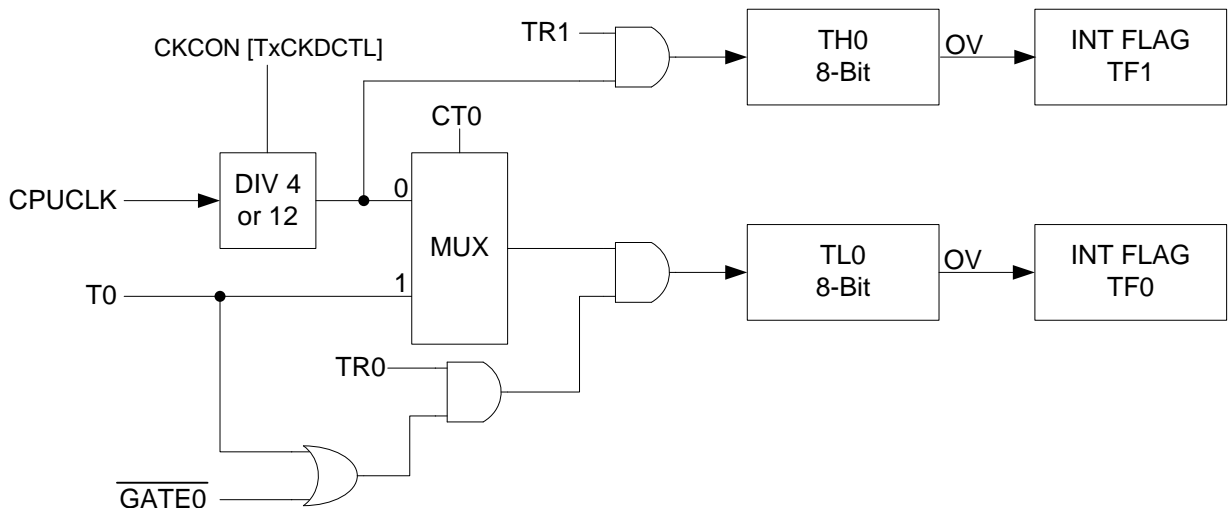 TR1
TH0
8-Bit
OV
INT FLAG
TF1
CKCON [TxCKDCTL]
CT0
CPUCLK
DIV 4
or 12
0
MUX
1
T0
TL0
8-Bit
OV
INT FLAG
TF0
TR0
GATE0